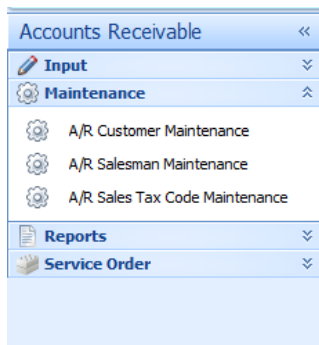 Accounts Receivable
Input
Maintenance
A/R Customer Maintenance
A/R Salesman Maintenance
A/R Sales Tax Code Maintenance
Reports
Service Order